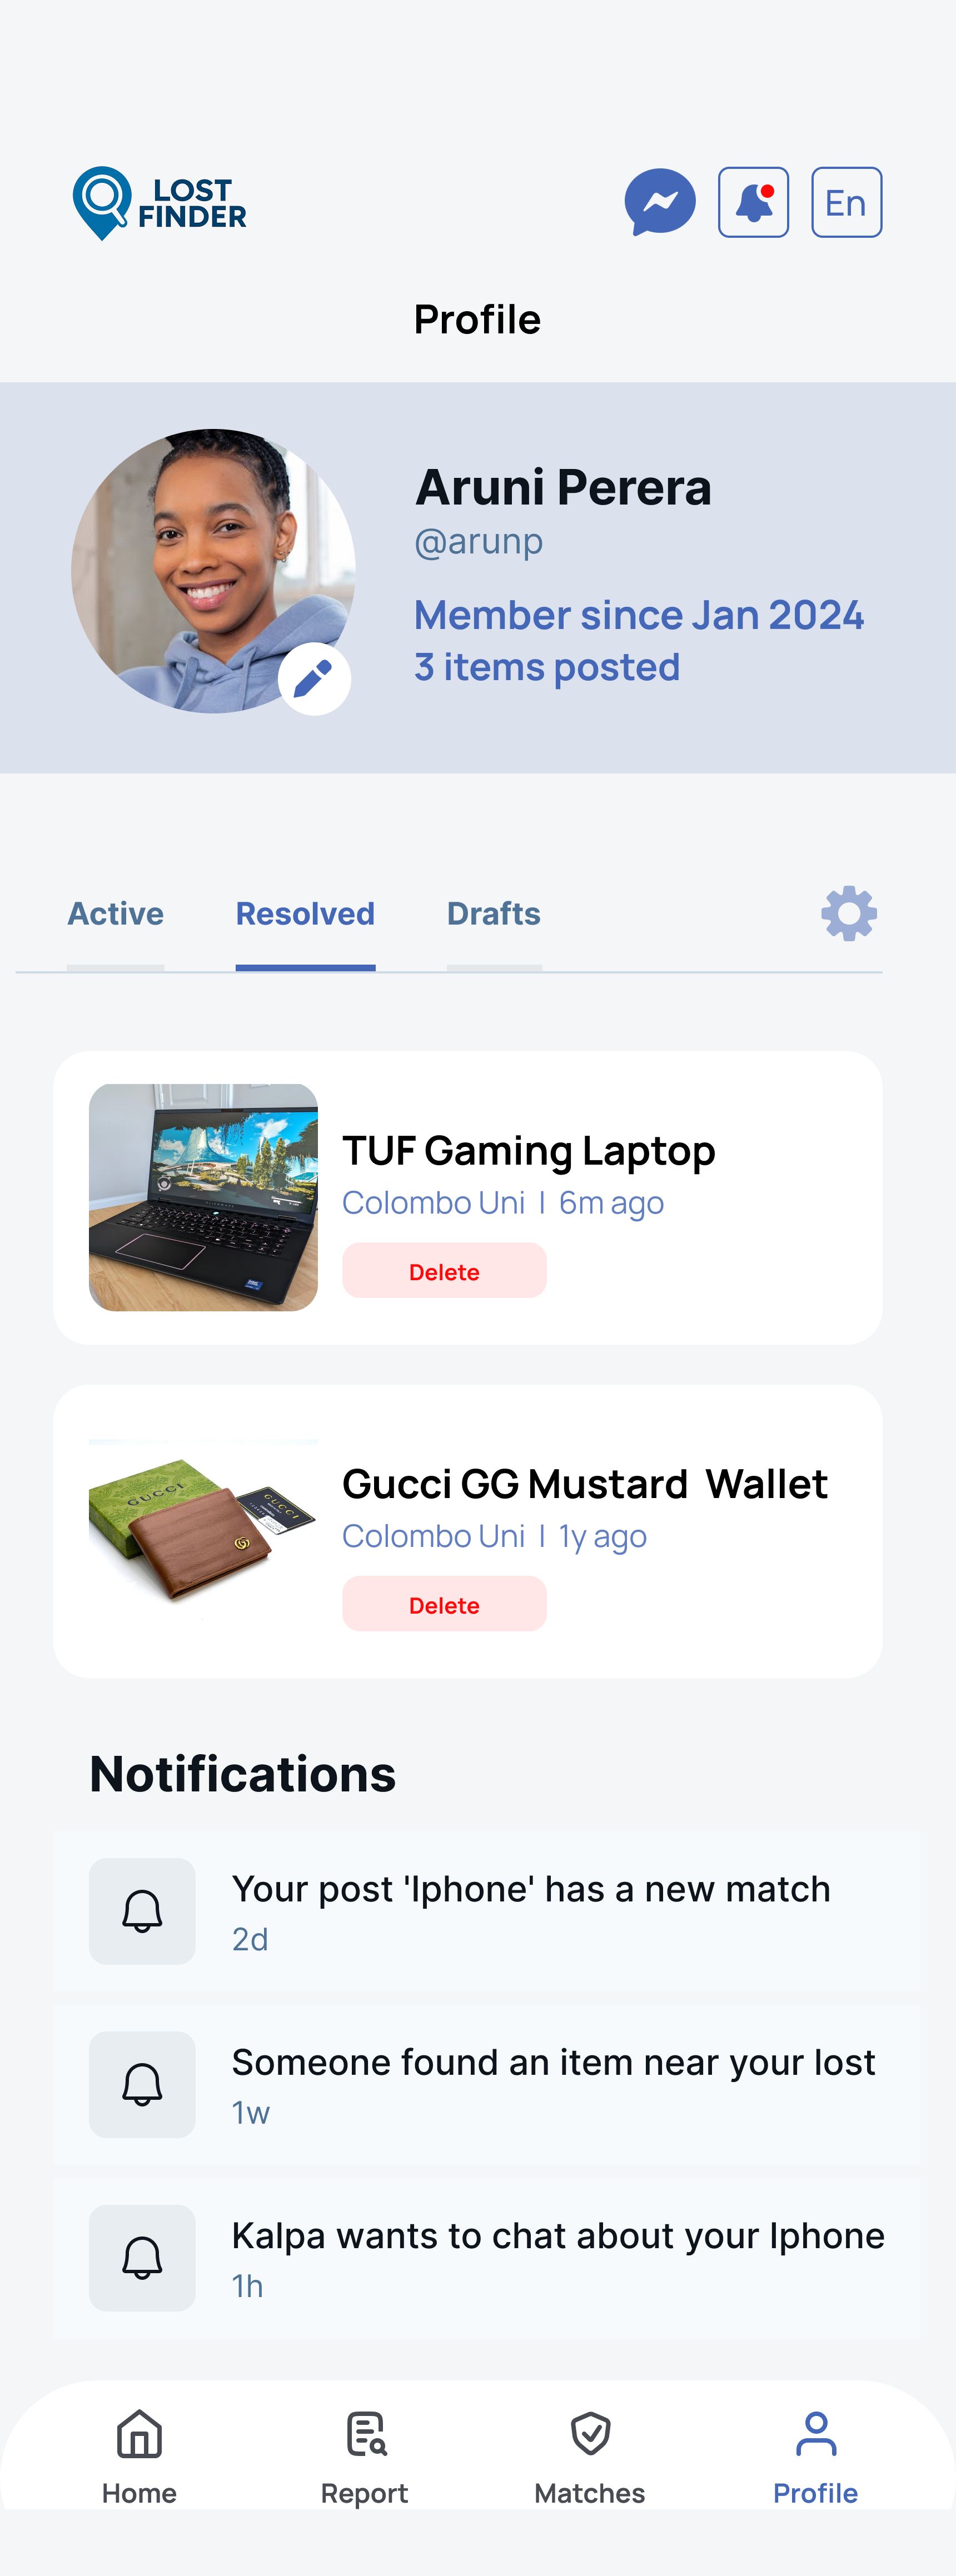 LOST
FINDER
En
Profile
Aruni Perera
@arunp
Member since Jan 2024
3 items posted
Active
Resolved
Drafts
TUF Gaming Laptop
Colombo Uni | 6m ago
Delete
GUCCI
GUCCI
Gucci GG Mustard  Wallet
Colombo Uni | 1y ago
Delete
Notifications
Your post 'Iphone' has a new match
2d
Someone found an item near your lost
1w
Kalpa wants to chat about your Iphone
1h
Home
Report
Matches
Profile